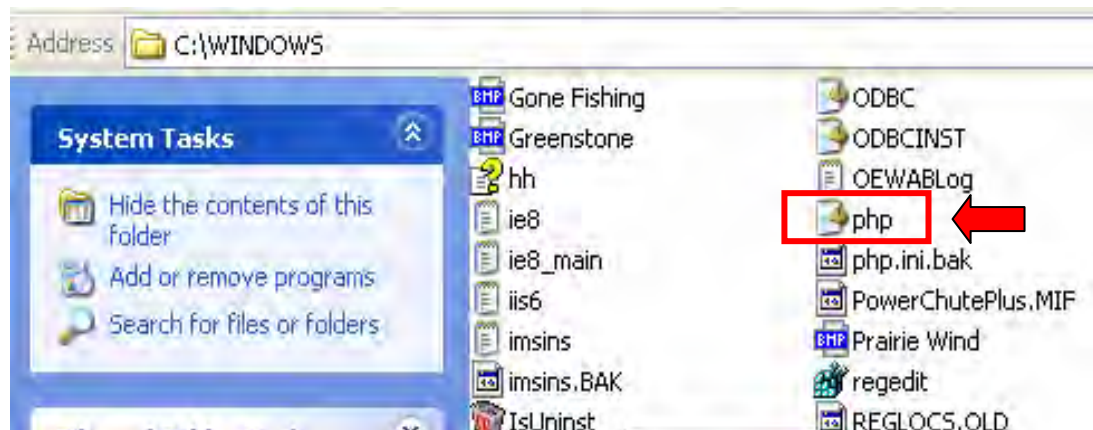 Address C:\WINDOWS
System Tasks
Hide the contents of this
folder
Add or remove programs
Search for files or folders
Gone Fishing
Greenstone
hh
ie8
ie8_main
iis6
imsins
imsins.BAK
IsUninst
ODBC
ODBCINST
OEWABLog
php
php.ini.bak
PowerChutePlus.MIF
Prairie Wind
regedit
REGLOCS.OLD